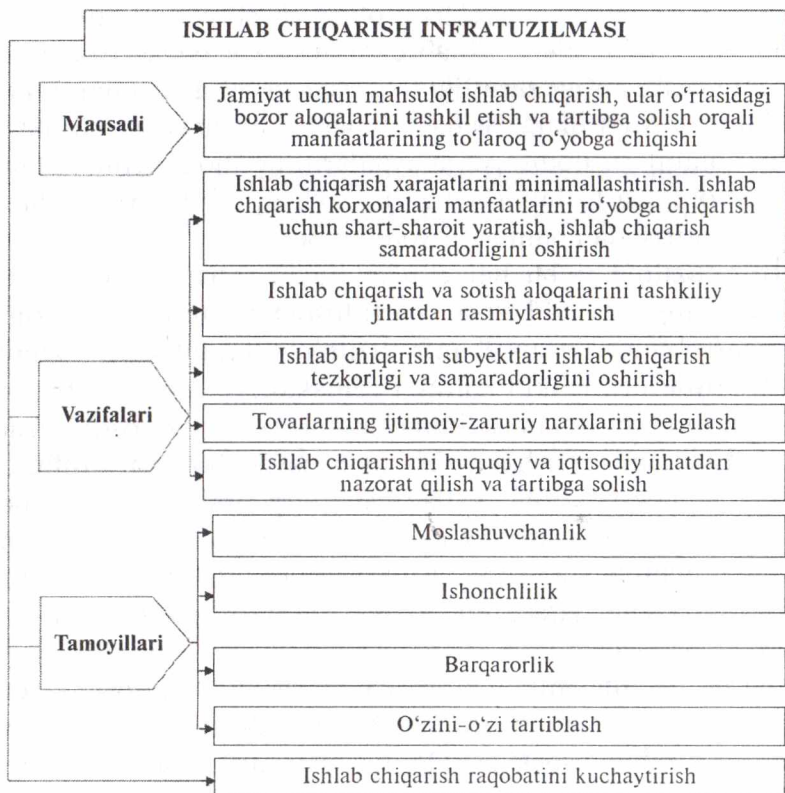 ISHLAB CHIQARISH INFRATUZILMASI
Maqsadi
Jamiyat uchun mahsulot ishlab chiqarish, ular o‘rtasidagi
bozor aloqalarini tashkil etish va tartibga solish orqali
manfaatlarining to‘laroq ro‘yobga chiqishi
Vazifalari
Ishlab chiqarish xarajatlarini minimallashtirish. Ishlab
chiqarish korxonalari manfaatlarini ro‘yobga chiqarish
uchun shart-sharoit yaratish, ishlab chiqarish
samaradorligini oshirish
Ishlab chiqarish va sotish aloqalarini tashkiliy
jihatdan rasmiylashtirish
Ishlab chiqarish subyektlari ishlab chiqarish
tezkorligi va samaradorligini oshirish
Tovarlarning ijtimoiy-zaruriy narxlarini belgilash
Ishlab chiqarishni huquqiy va iqtisodiy jihatdan
nazorat qilish va tartibga solish
Tamoyillari
Moslashuvchanlik
Ishonchlilik
Barqarorlik
O‘zini-o‘zi tartiblash
Ishlab chiqarish raqobatini kuchaytirish